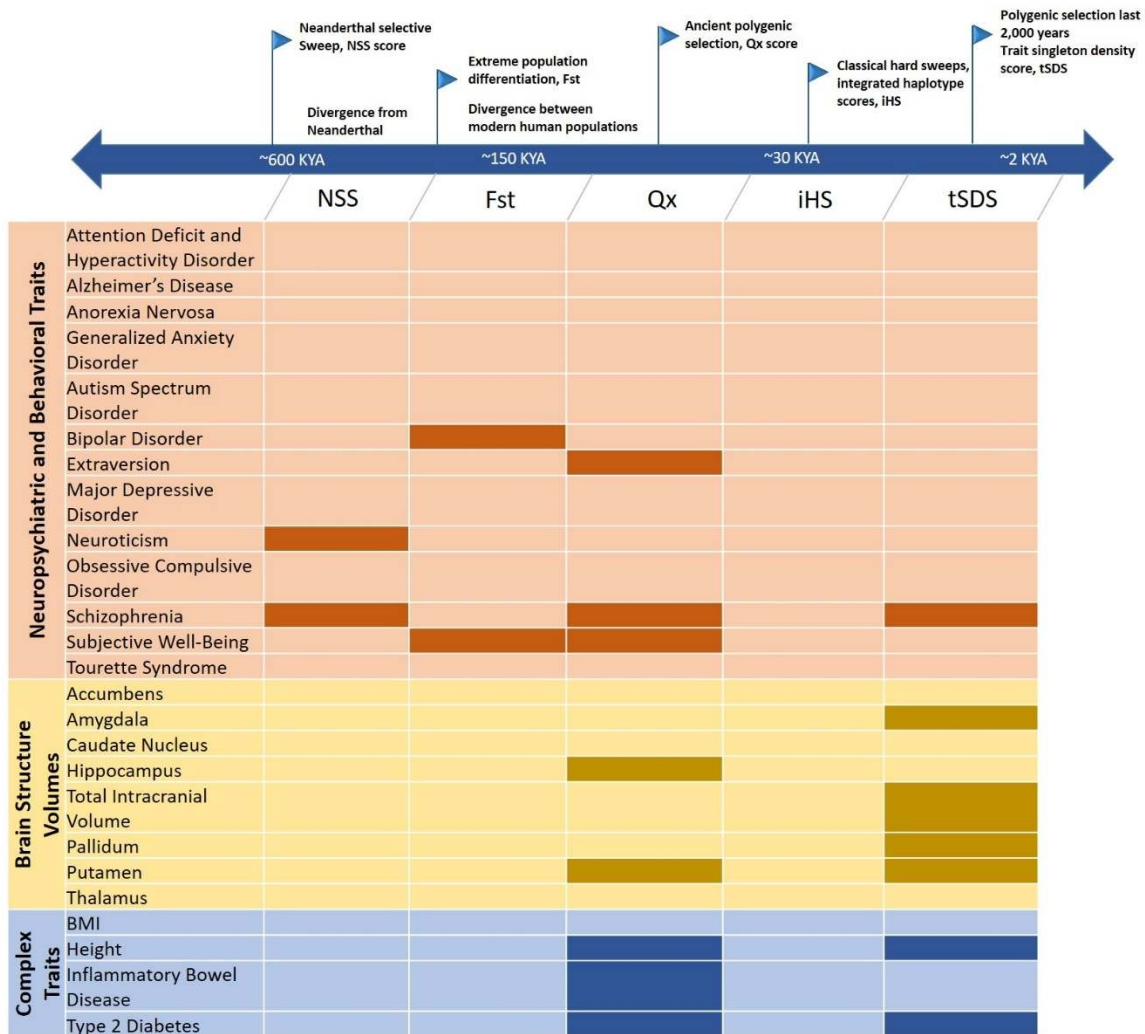 Neanderthal selective
Sweep, NSS score
Divergence from
Neanderthal
Extreme population
differentiation, Fst
Divergence between
modern human populations
Ancient polygenic
selection, Qx score
Classical hard sweeps,
integrated haplotype
scores, iHS
Polygenic selection last
2,000 years
Trait singleton density
score, tSDS
~600 KYA
~150 KYA
~30 KYA
~2 KYA
NSS
Fst
Qx
iHS
tSDS
Neuropsychiatric and Behavioral Traits
Attention Deficit and
Hyperactivity Disorder
Alzheimer’s Disease
Anorexia Nervosa
Generalized Anxiety
Disorder
Autism Spectrum
Disorder
Bipolar Disorder
Extraversion
Major Depressive
Disorder
Neuroticism
Obsessive Compulsive
Disorder
Schizophrenia
Subjective Well-Being
Tourette Syndrome
Brain Structure
Volumes
Accumbens
Amygdala
Caudate Nucleus
Hippocampus
Total Intracranial
Volume
Pallidum
Putamen
Thalamus
Complex
Traits
BMI
Height
Inflammatory Bowel
Disease
Type 2 Diabetes